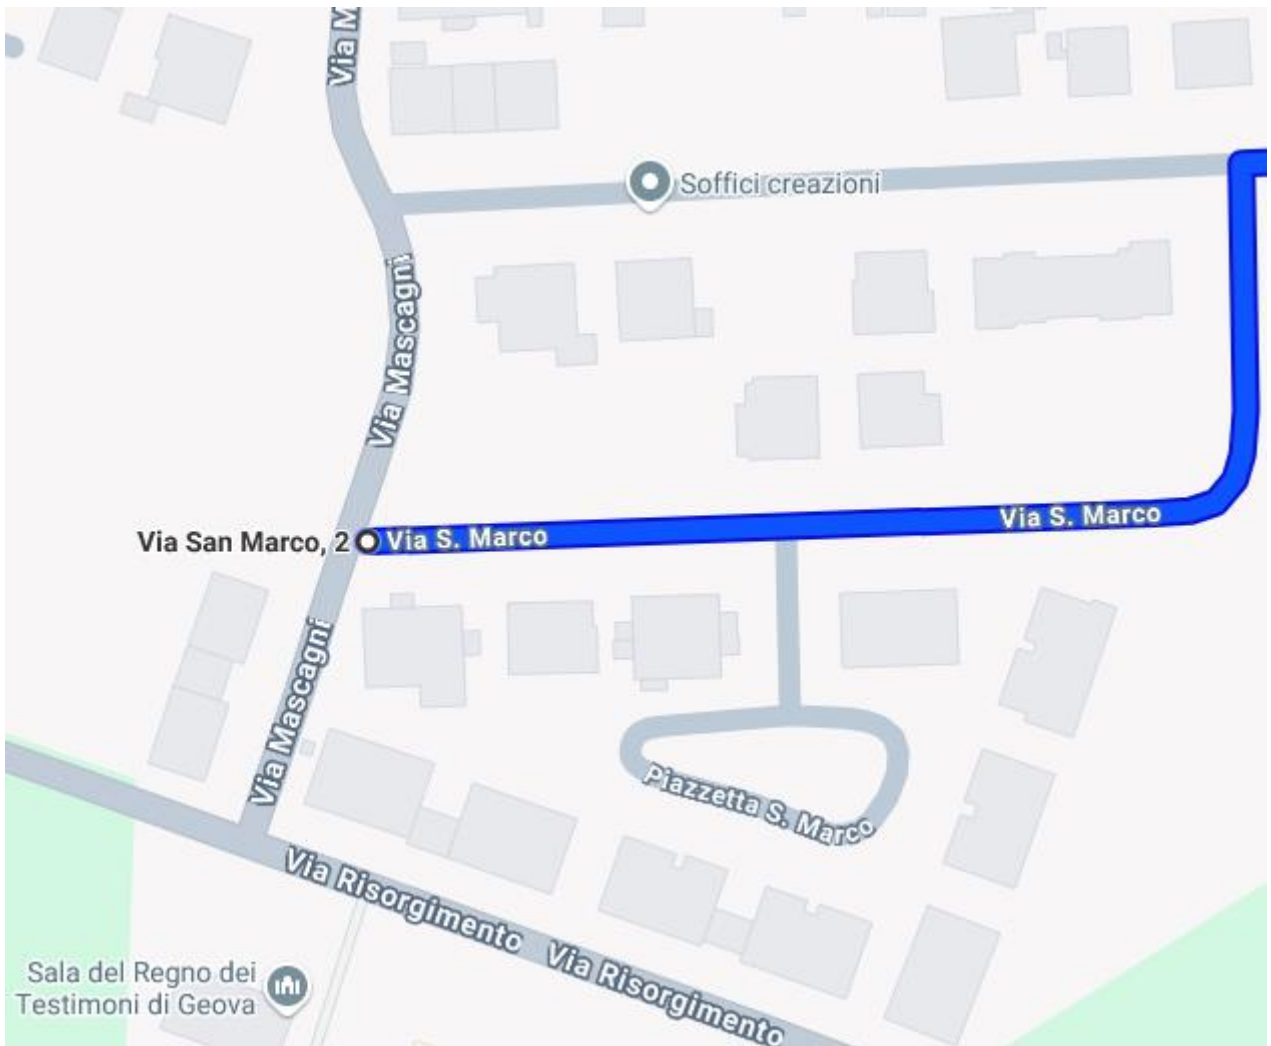 Via M
Soffici creazioni
Via Mascagni
Via San Marco, 2
Via S. Marco
Via S. Marco
Via Mascagni
Piazzetta S. Marco
Via Risorgimento
Via Risorgimento
Sala del Regno dei
Testimoni di Geova